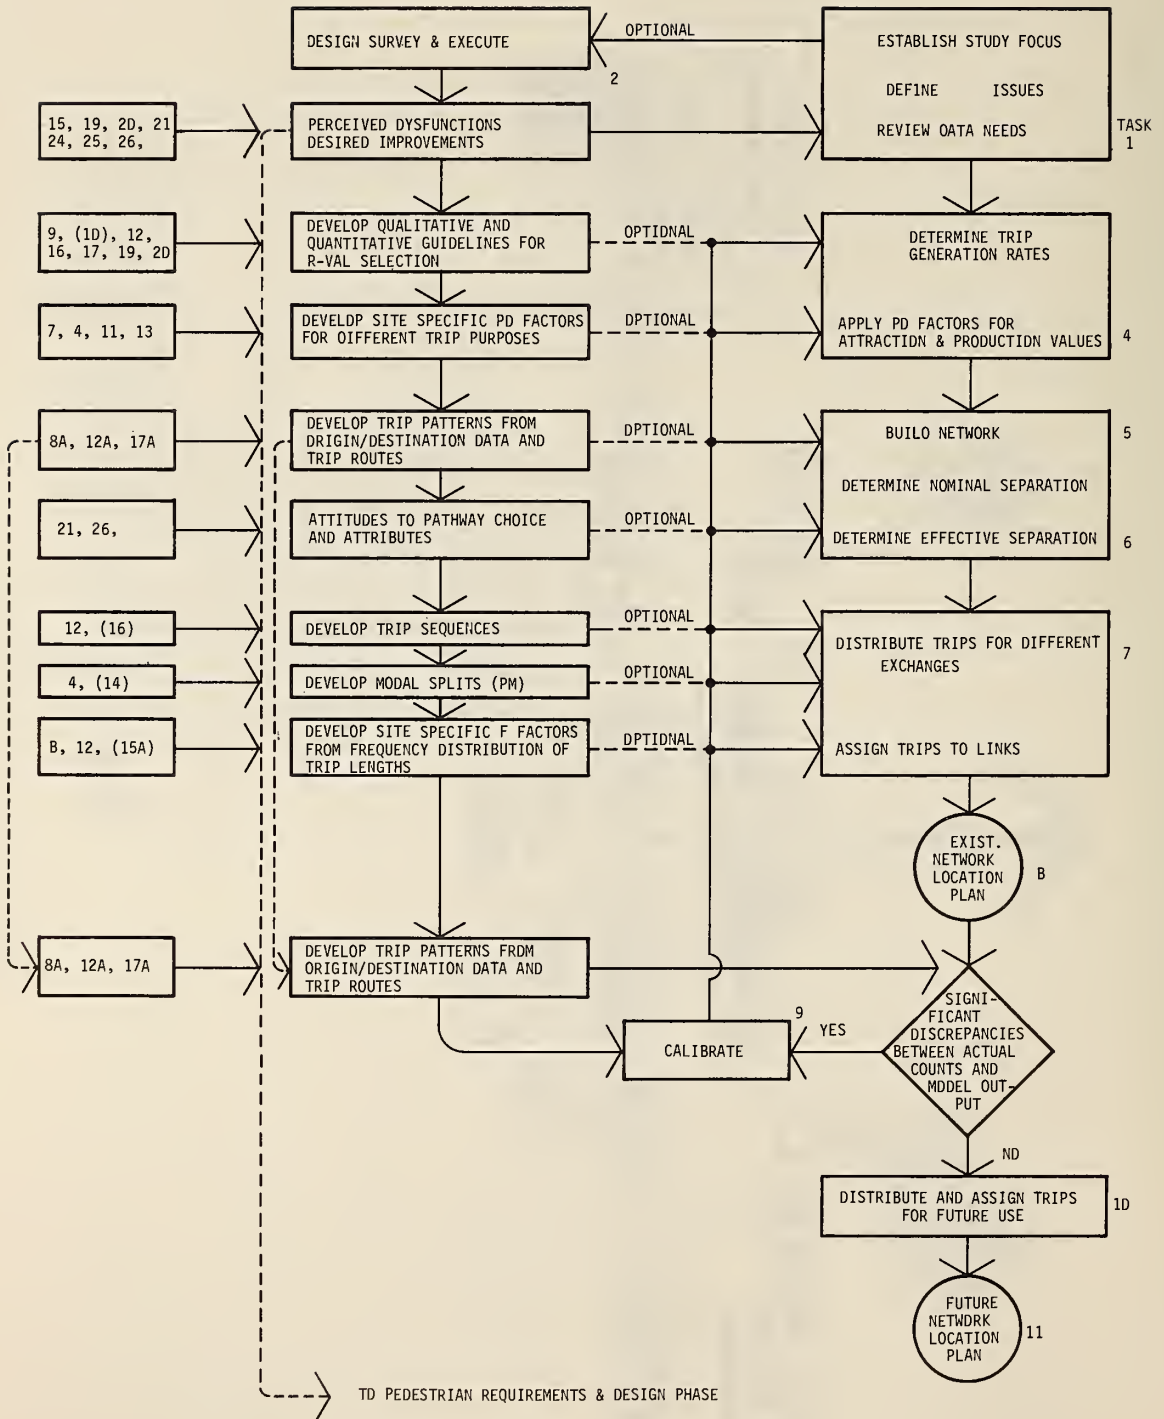 DESIGN SURVEY & EXECUTE
OPTIONAL
2
ESTABLISH STUDY FOCUS
DEFINE ISSUES
REVIEW OATA NEEDS
TASK
1
15, 19, 2D, 21
24, 25, 26,
PERCEIVED DYSFUNCTIONS
DESIRED IMPROVEMENTS
9, (1D), 12,
16, 17, 19, 2D
DEVELOP QUALITATIVE AND
QUANTITATIVE GUIDELINES FOR
R-VAL SELECTION
OPTIONAL
DETERMINE TRIP
GENERATION RATES
7, 4, 11, 13
DEVELDP SITE SPECIFIC PD FACTORS
FOR DIFFERENT TRIP PURPOSES
DPTIONAL
APPLY PD FACTORS FOR
ATTRACTION & PRODUCTION VALUES
4
8A, 12A, 17A
DEVELOP TRIP PATTERNS FROM
ORIGIN/DESTINATION DATA AND
TRIP ROUTES
DPTIONAL
BUILO NETWORK
5
DETERMINE NOMINAL SEPARATION
21, 26,
ATTITUDES TO PATHWAY CHOICE
AND ATTRIBUTES
OPTIONAL
DETERMINE EFFECTIVE SEPARATION
6
12, (16)
DEVELOP TRIP SEQUENCES
OPTIONAL
DISTRIBUTE TRIPS FOR DIFFERENT
EXCHANGES
7
4, (14)
DEVELOP MODAL SPLITS (PM)
OPTIONAL
B, 12, (15A)
DEVELOP SITE SPECIFIC F FACTORS
FROM FREQUENCY DISTRIBUTION OF
TRIP LENGTHS
DPTIONAL
ASSIGN TRIPS TO LINKS
EXIST.
NETWORK
LOCATION
PLAN
B
8A, 12A, 17A
DEVELOP TRIP PATTERNS FRDM
ORIGIN/DESTINATION DATA AND
TRIP ROUTES
SIGNI-
FICANT
DISCREPANCIES
BETWEEN ACTUAL
COUNTS AND
MDDEL OUT-
PUT
9
YES
CALIBRATE
ND
DISTRIBUTE AND ASSIGN TRIPS
FOR FUTURE USE
1D
FUTURE
NETWDRK
LOCATION
PLAN
11
TD PEDESTRIAN REQUIREMENTS & DESIGN PHASE